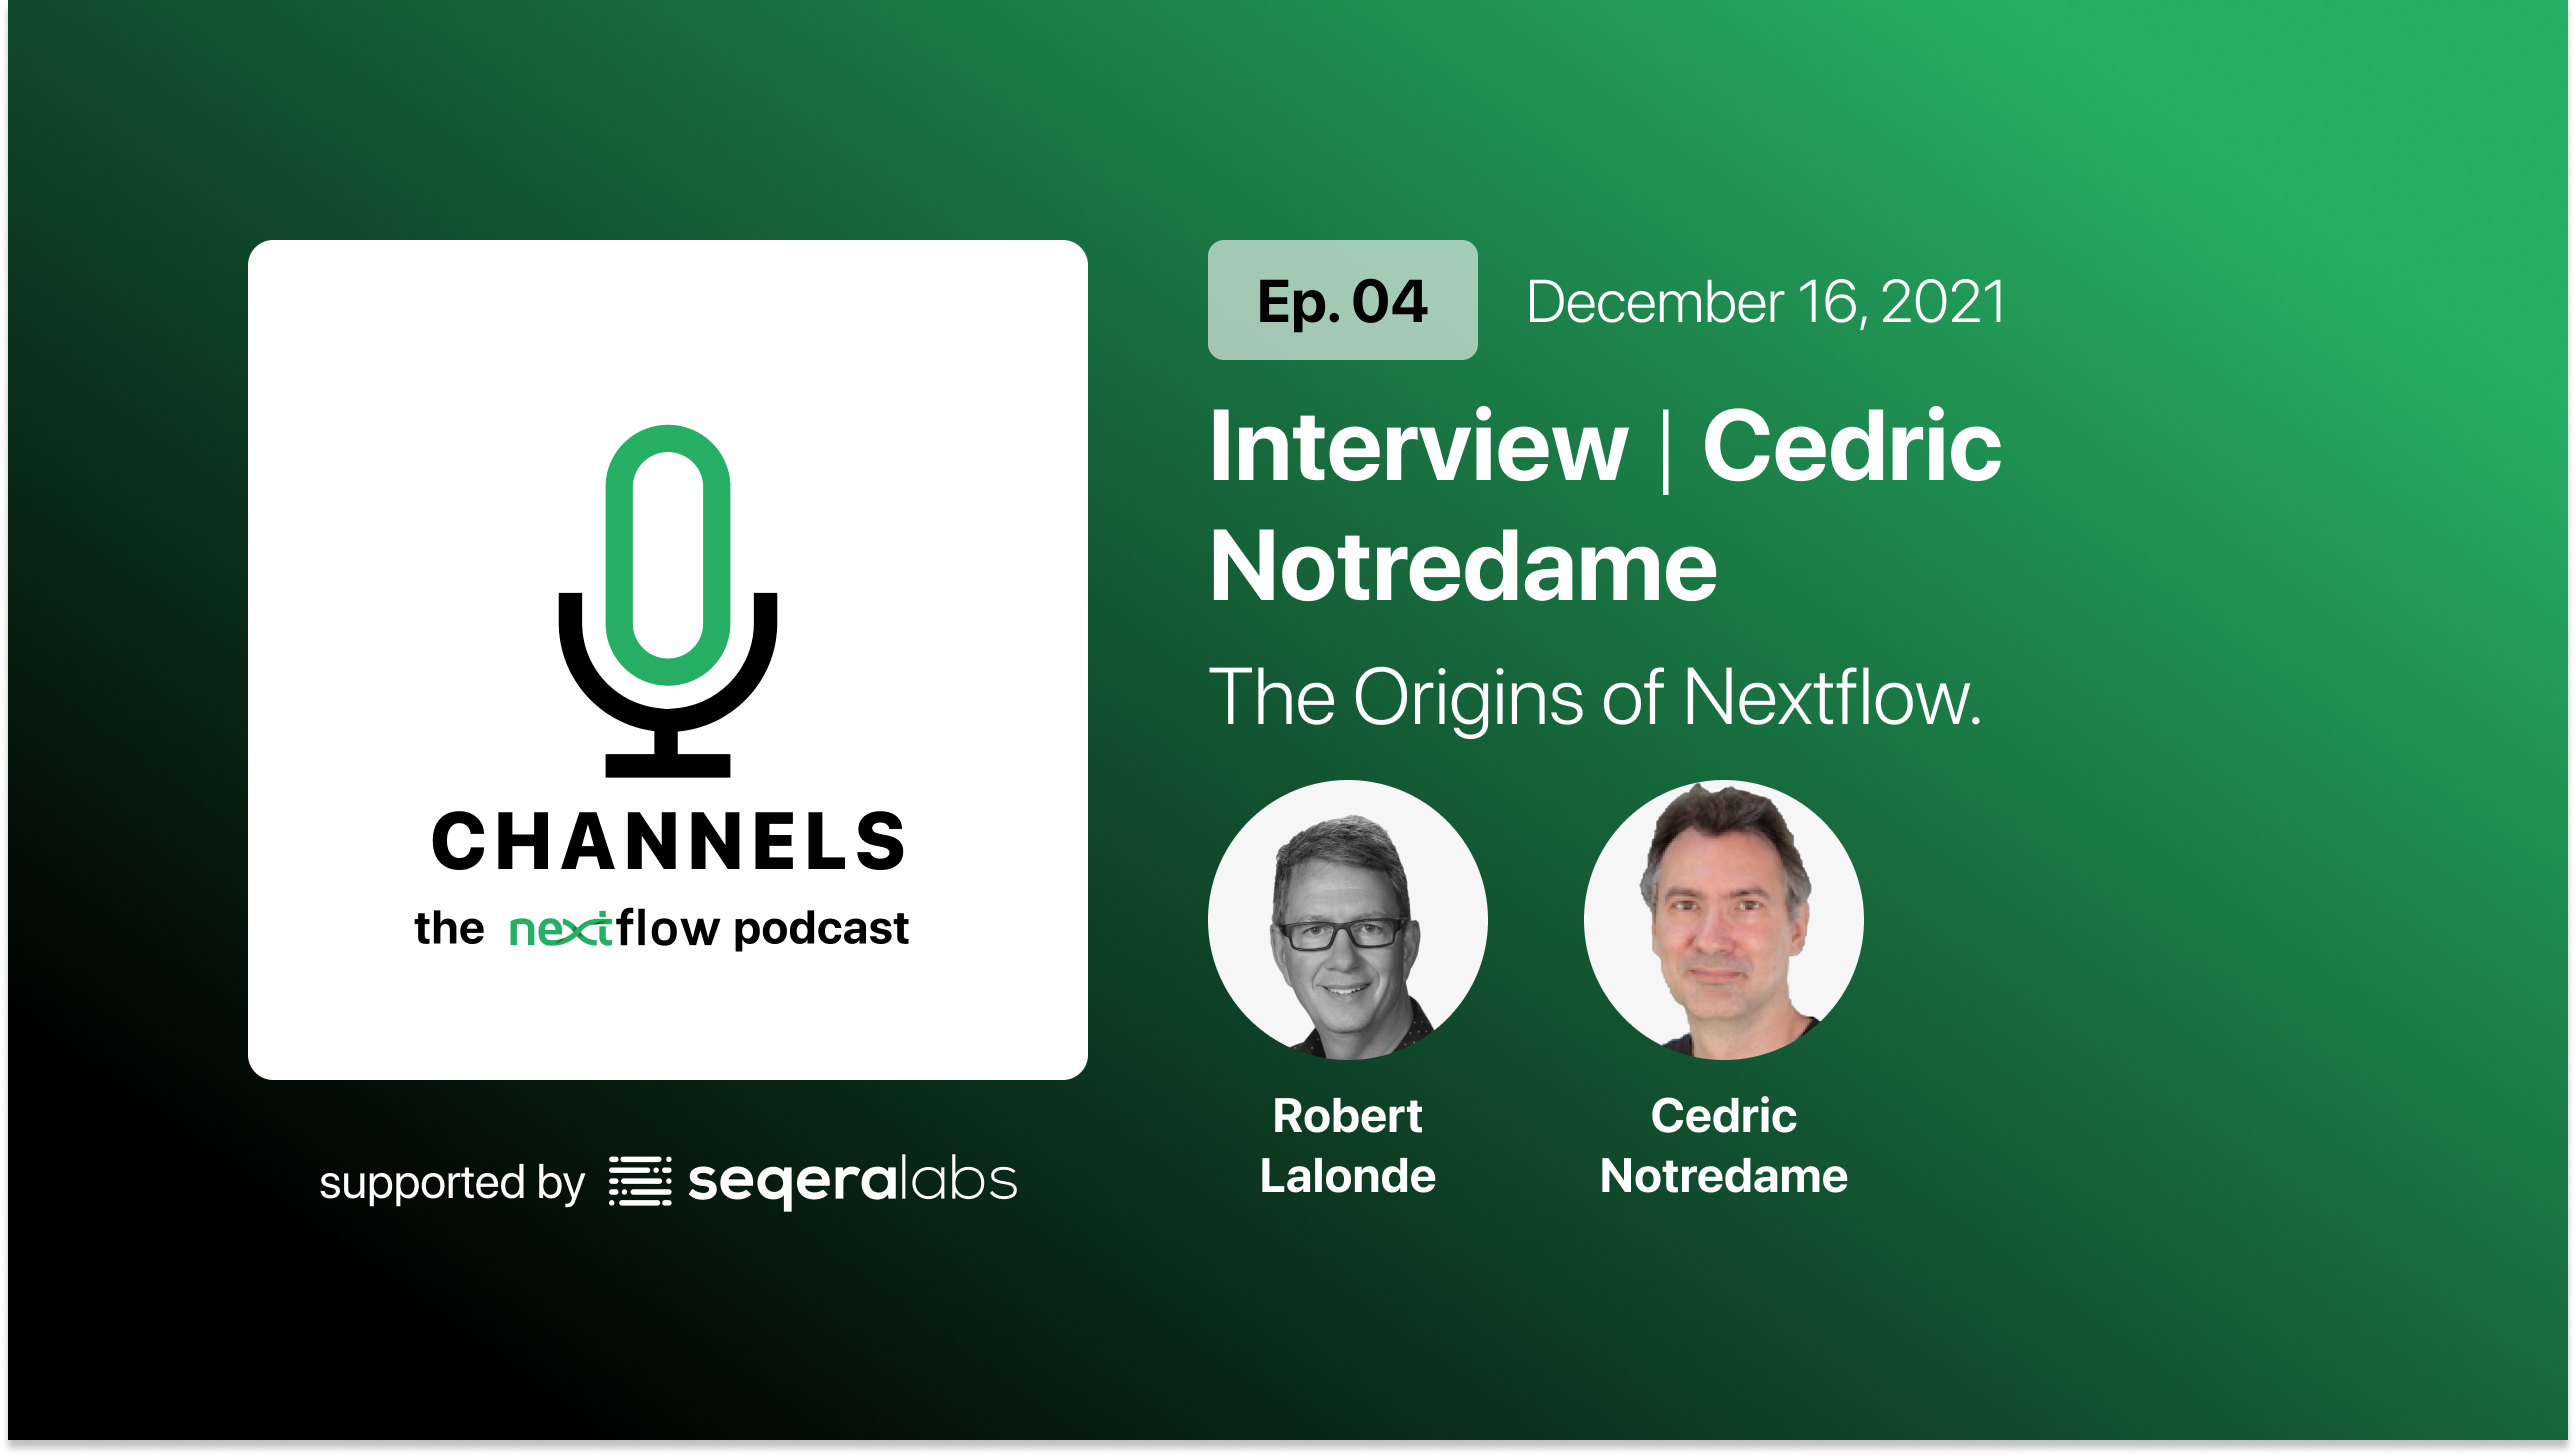 CHANNELS
the nextflow podcast
supported by seqeralabs
Ep. 04
December 16, 2021
Interview | Cedric
Notredame
The Origins of Nextflow.
Robert
Lalonde
Cedric
Notredame